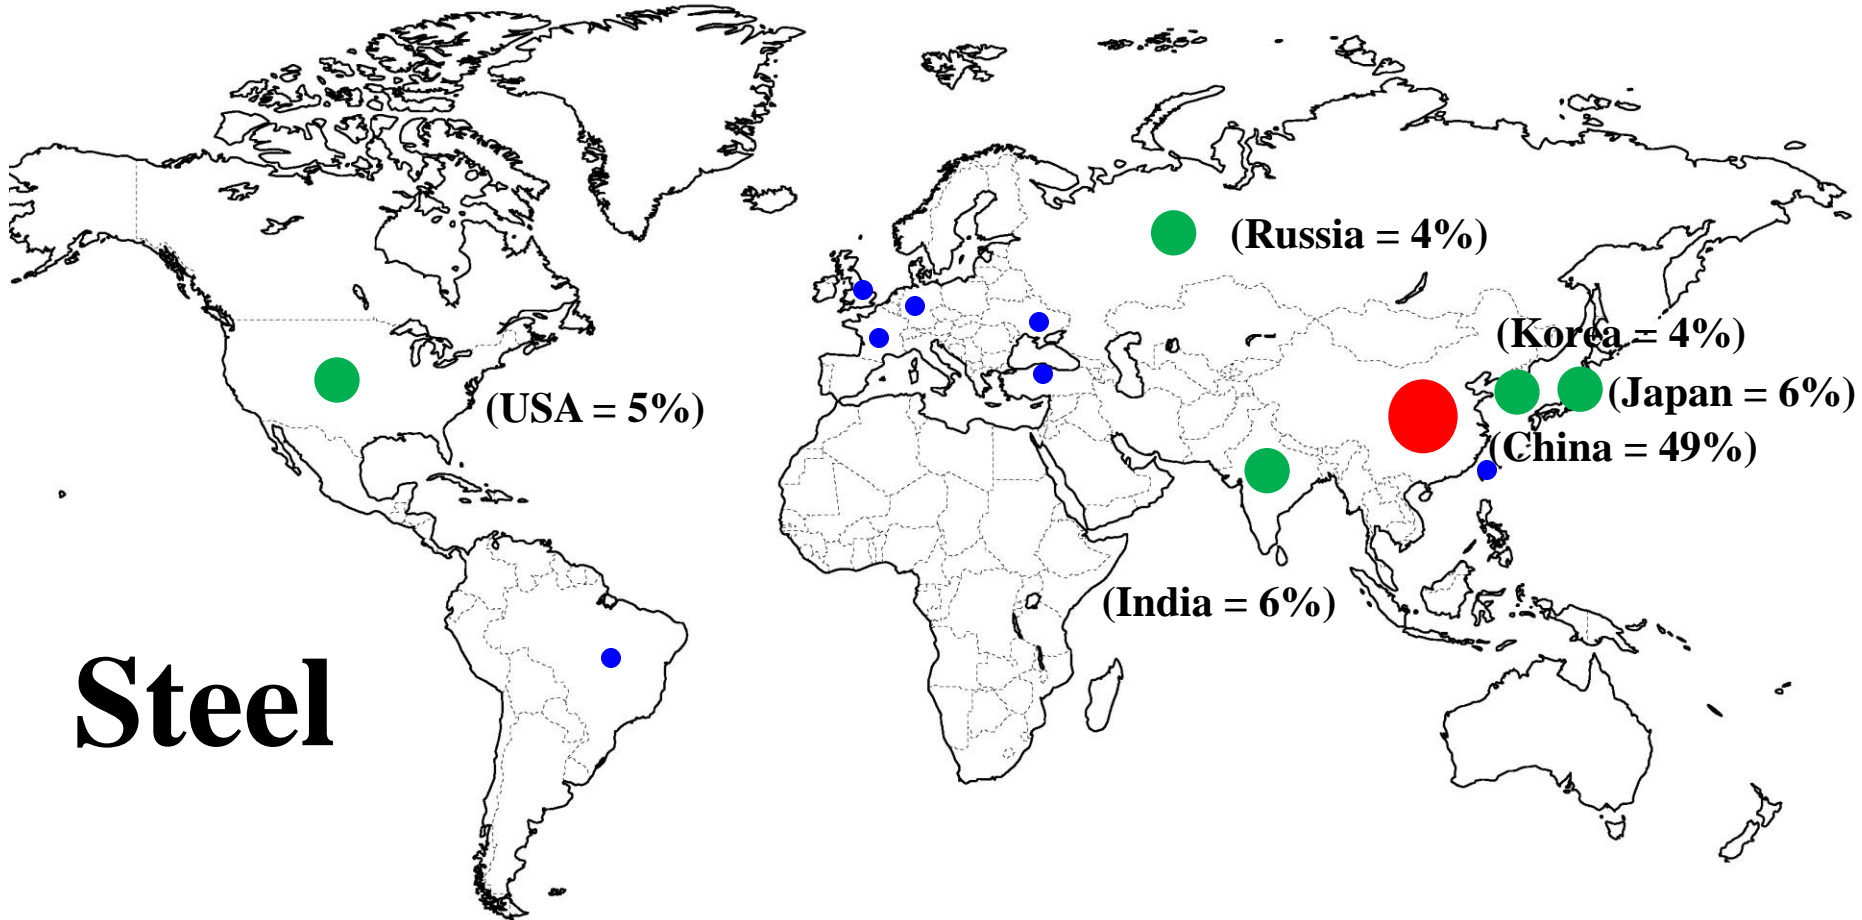 (Russia = 4%)
(Korea = 4%)
(Japan = 6%)
(USA = 5%)
(China = 49%)
(India = 6%)
Steel